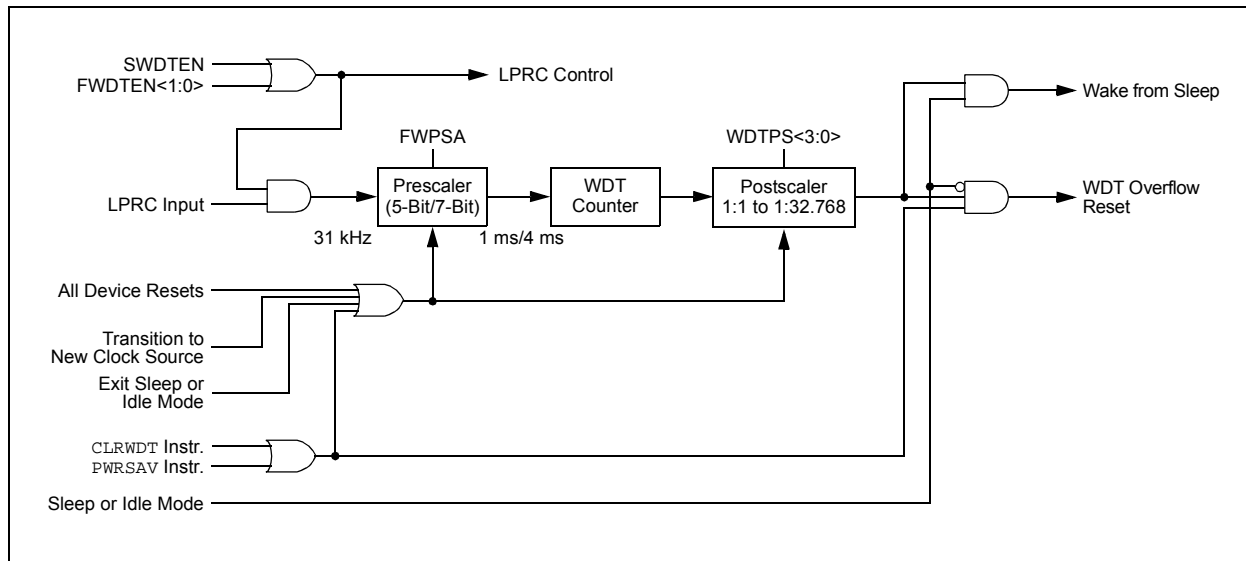 SWDTEN
FWDTEN<1:0>
LPRC Control
Wake from Sleep
FWPSA
WDTPS<3:0>
LPRC Input
Prescaler
(5-Bit/7-Bit)
WDT
Counter
Postscaler
1:1 to 1:32.768
WDT Overflow
Reset
31 kHz
1 ms/4 ms
All Device Resets
Transition to
New Clock Source
Exit Sleep or
Idle Mode
CLRWDT Instr.
PWRSAV Instr.
Sleep or Idle Mode